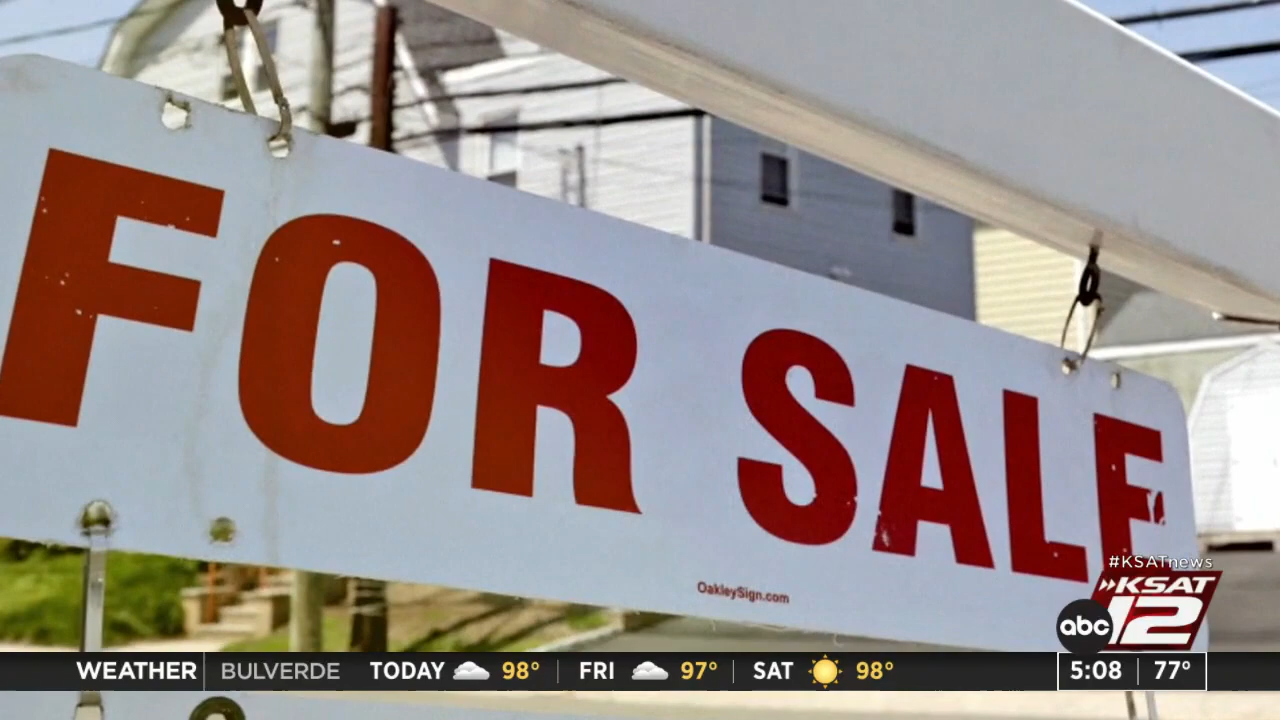 FOR SALE
OakleySign.com
#KSATnews
KSAT
abc 12
WEATHER BULVERDE TODAY 98° FRI 97° SAT 98° 5:08 77°